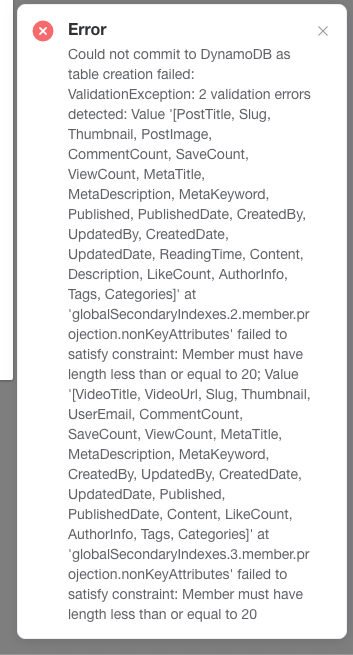 Error
Could not commit to DynamoDB as
table creation failed:
ValidationException: 2 validation errors
detected: Value '[PostTitle, Slug,
Thumbnail, PostImage,
CommentCount, SaveCount,
ViewCount, MetaTitle,
MetaDescription, MetaKeyword,
Published, PublishedDate, CreatedBy,
UpdatedBy, CreatedDate,
UpdatedDate, ReadingTime, Content,
Description, LikeCount, AuthorInfo,
Tags, Categories]' at
'globalSecondaryIndexes.2.member.pr
ojection.nonKeyAttributes' failed to
satisfy constraint: Member must have
length less than or equal to 20; Value
'[VideoTitle, VideoUrl, Slug, Thumbnail,
UserEmail, CommentCount,
SaveCount, ViewCount, MetaTitle,
MetaDescription, MetaKeyword,
CreatedBy, UpdatedBy, CreatedDate,
UpdatedDate, Published,
PublishedDate, Content, LikeCount,
AuthorInfo, Tags, Categories]' at
'globalSecondaryIndexes.3.member.pr
ojection.nonKeyAttributes' failed to
satisfy constraint: Member must have
length less than or equal to 20